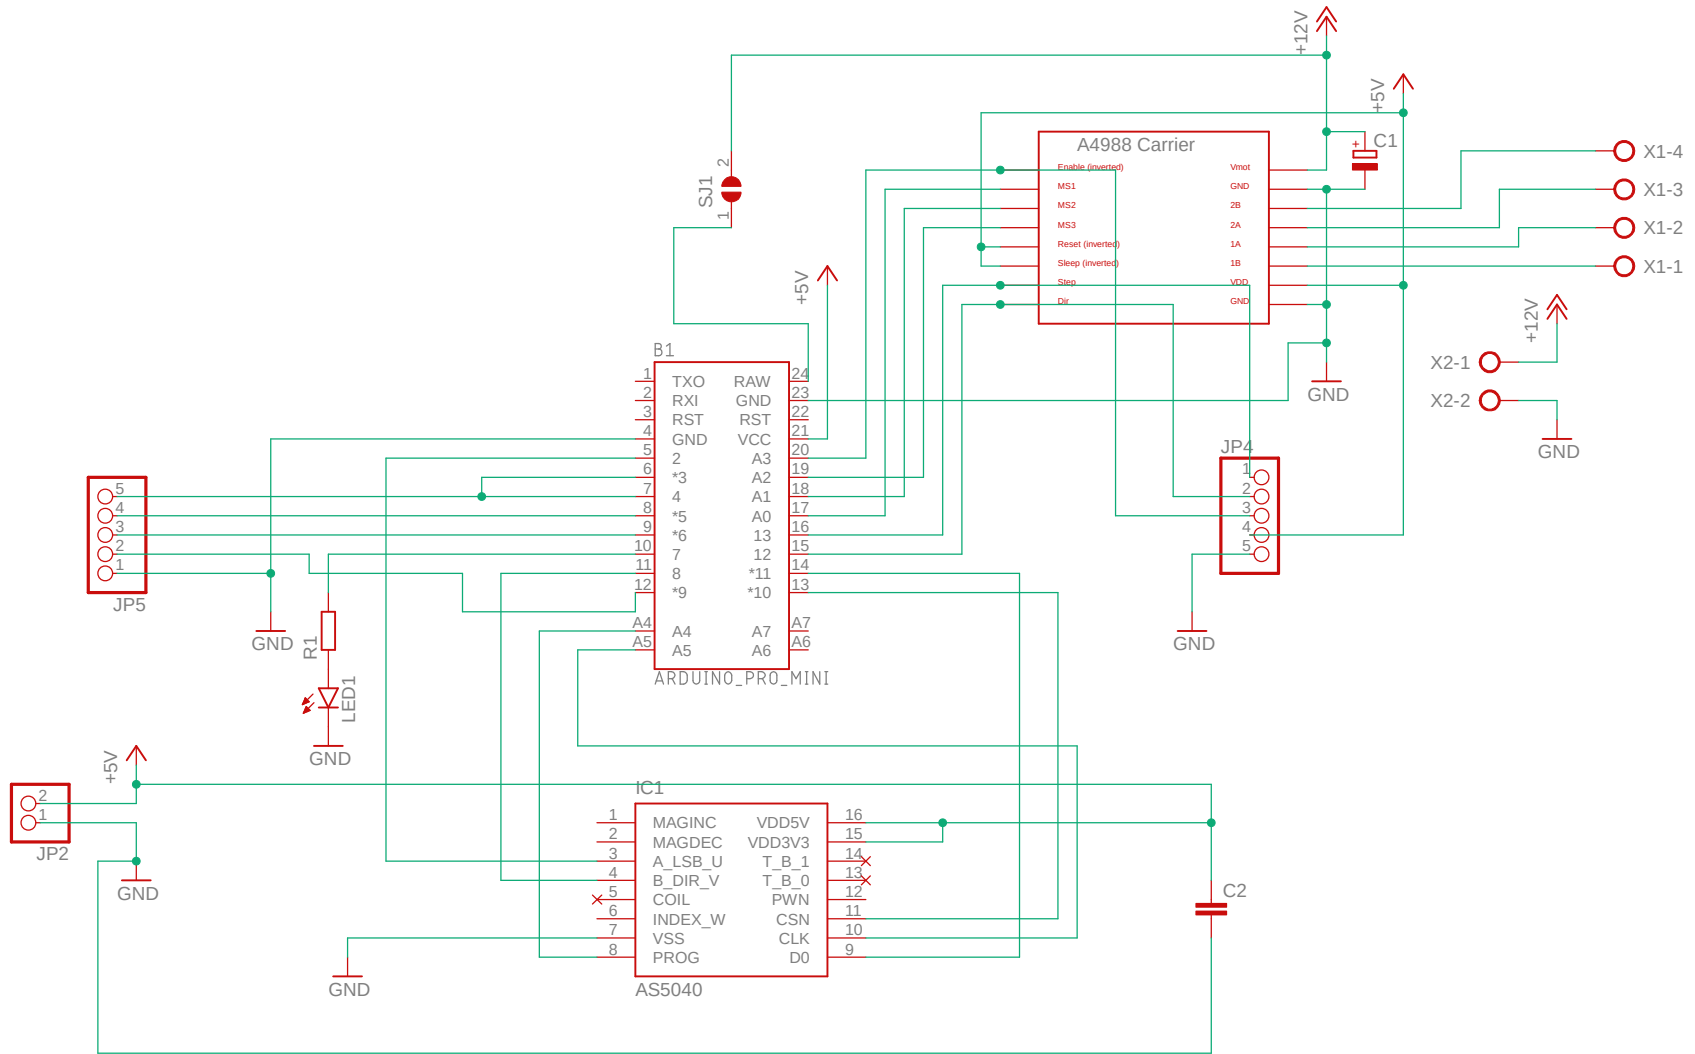 +12V
+5V
A4988 Carrier
Enable (inverted)
MS1
MS2
MS3
Reset (inverted)
Sleep (inverted)
Step
Dir
Vmot
GND
2B
2A
1A
1B
VDD
GND
+
C1
X1-4
X1-3
X1-2
X1-1
SJ1
2
1
+5V
+12V
X2-1
X2-2
GND
GND
B1
1 TXO RAW 24
2 RXI GND 23
3 RST RST 22
4 GND VCC 21
5 2 A3 20
6 *3 A2 19
7 4 A1 18
8 *5 A0 17
9 *6 13 16
10 7 12 15
11 8 *11 14
12 *9 *10 13
A4 A4 A7 A7
A5 A5 A6 A6
ARDUINO_PRO_MINI
JP4
1
2
3
4
5
GND
5
4
3
2
1
JP5
GND
R1
LED1
GND
+5V
2
1
JP2
GND
IC1
1 MAGINC VDD5V 16
2 MAGDEC VDD3V3 15
3 A_LSB_U T_B_1 14
4 B_DIR_V T_B_0 13
5 COIL PWN 12
6 INDEX_W CSN 11
7 VSS CLK 10
8 PROG D0 9
AS5040
GND
C2